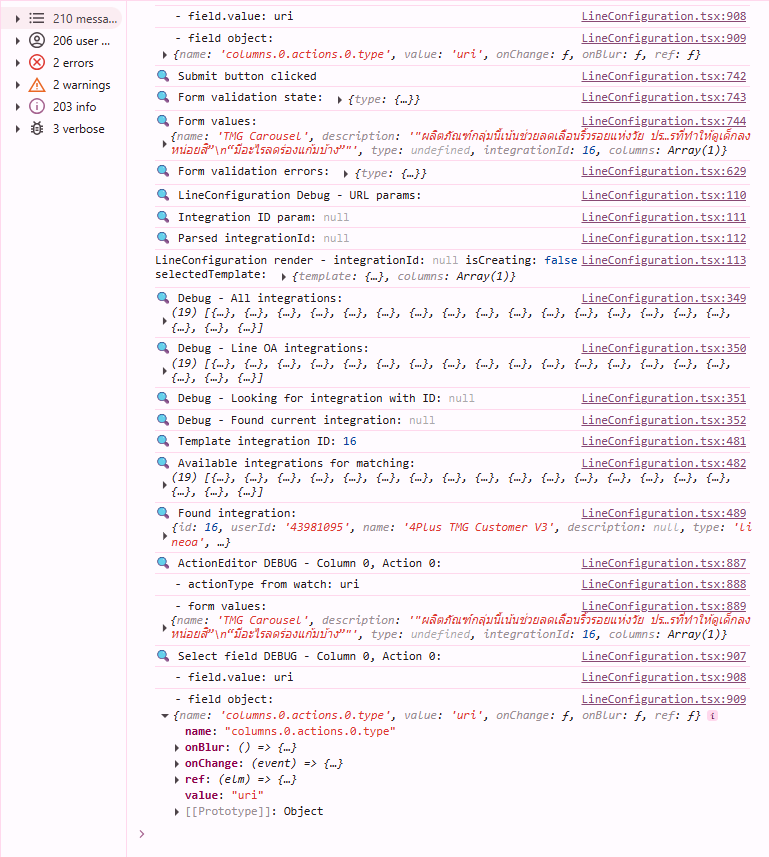 210 messa...
206 user ...
2 errors
2 warnings
203 info
3 verbose
- field.value: uri LineConfiguration.tsx:908
- field object: LineConfiguration.tsx:909
{name: 'columns.0.actions.0.type', value: 'uri', onChange: ƒ, onBlur: ƒ, ref: ƒ}
Submit button clicked LineConfiguration.tsx:742
Form validation state: {type: {…}} LineConfiguration.tsx:743
Form values: LineConfiguration.tsx:744
{name: 'TMG Carousel', description: '"ผลิตภัณฑ์กลุ่มนี้เน้นช่วยลดเลือนริ้วรอยแห่งวัย ปร…รที่ทำให้ดูเด็กลง
หน่อยสิ”\n“มีอะไรลดร่องแก้มบ้าง”"', type: undefined, integrationId: 16, columns: Array(1)}
Form validation errors: {type: {…}} LineConfiguration.tsx:629
LineConfiguration Debug - URL params: LineConfiguration.tsx:110
Integration ID param: null LineConfiguration.tsx:111
Parsed integrationId: null LineConfiguration.tsx:112
LineConfiguration render - integrationId: null isCreating: false LineConfiguration.tsx:113
selectedTemplate: {template: {…}, columns: Array(1)}
Debug - All integrations: LineConfiguration.tsx:349
(19) [{…}, {…}, {…}, {…}, {…}, {…}, {…}, {…}, {…}, {…}, {…}, {…}, {…}, {…}, {…}, {…},
{…}, {…}, {…}]
Debug - Line OA integrations: LineConfiguration.tsx:350
(19) [{…}, {…}, {…}, {…}, {…}, {…}, {…}, {…}, {…}, {…}, {…}, {…}, {…}, {…}, {…}, {…},
{…}, {…}, {…}]
Debug - Looking for integration with ID: null LineConfiguration.tsx:351
Debug - Found current integration: null LineConfiguration.tsx:352
Template integration ID: 16 LineConfiguration.tsx:481
Available integrations for matching: LineConfiguration.tsx:482
(19) [{…}, {…}, {…}, {…}, {…}, {…}, {…}, {…}, {…}, {…}, {…}, {…}, {…}, {…}, {…}, {…},
{…}, {…}, {…}]
Found integration: LineConfiguration.tsx:489
{id: 16, userId: '43981095', name: '4Plus TMG Customer V3', description: null, type: 'li
neoa', …}
ActionEditor DEBUG - Column 0, Action 0: LineConfiguration.tsx:887
- actionType from watch: uri LineConfiguration.tsx:888
- form values: LineConfiguration.tsx:889
{name: 'TMG Carousel', description: '"ผลิตภัณฑ์กลุ่มนี้เน้นช่วยลดเลือนริ้วรอยแห่งวัย ปร…รที่ทำให้ดูเด็กลง
หน่อยสิ”\n“มีอะไรลดร่องแก้มบ้าง”"', type: undefined, integrationId: 16, columns: Array(1)}
Select field DEBUG - Column 0, Action 0: LineConfiguration.tsx:907
- field.value: uri LineConfiguration.tsx:908
- field object: LineConfiguration.tsx:909
{name: 'columns.0.actions.0.type', value: 'uri', onChange: ƒ, onBlur: ƒ, ref: ƒ} i
name: "columns.0.actions.0.type"
onBlur: () => {…}
onChange: (event) => {…}
ref: (elm) => {…}
value: "uri"
[[Prototype]]: Object